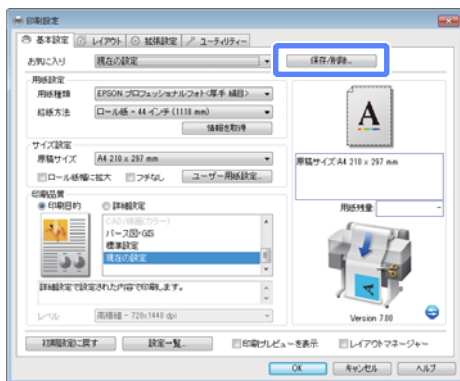 印刷設定
基本設定 レイアウト 拡張設定 ユーティリティー
お気に入り 現在の設定 保存/削除...
用紙設定
用紙種類 EPSON プロフェッショナルフォト<厚手 絹目>
給紙方法 ロール紙 - 44 インチ (1118 mm)
情報を取得
サイズ設定
原稿サイズ A4 210 x 297 mm
ロール紙幅に拡大 フチなし ユーザー用紙設定...
A
原稿サイズ:A4 210 x 297 mm
印刷品質
印刷目的 詳細設定
CAD/線画(カラー)
パース図・GIS
標準設定
現在の設定
詳細設定で設定された内容で印刷します。
レベル 高精細 - 720x1440 dpi
用紙残量 -
Version 7.00
初期設定に戻す 設定一覧... 印刷プレビューを表示 レイアウトマネージャー
OK キャンセル ヘルプ